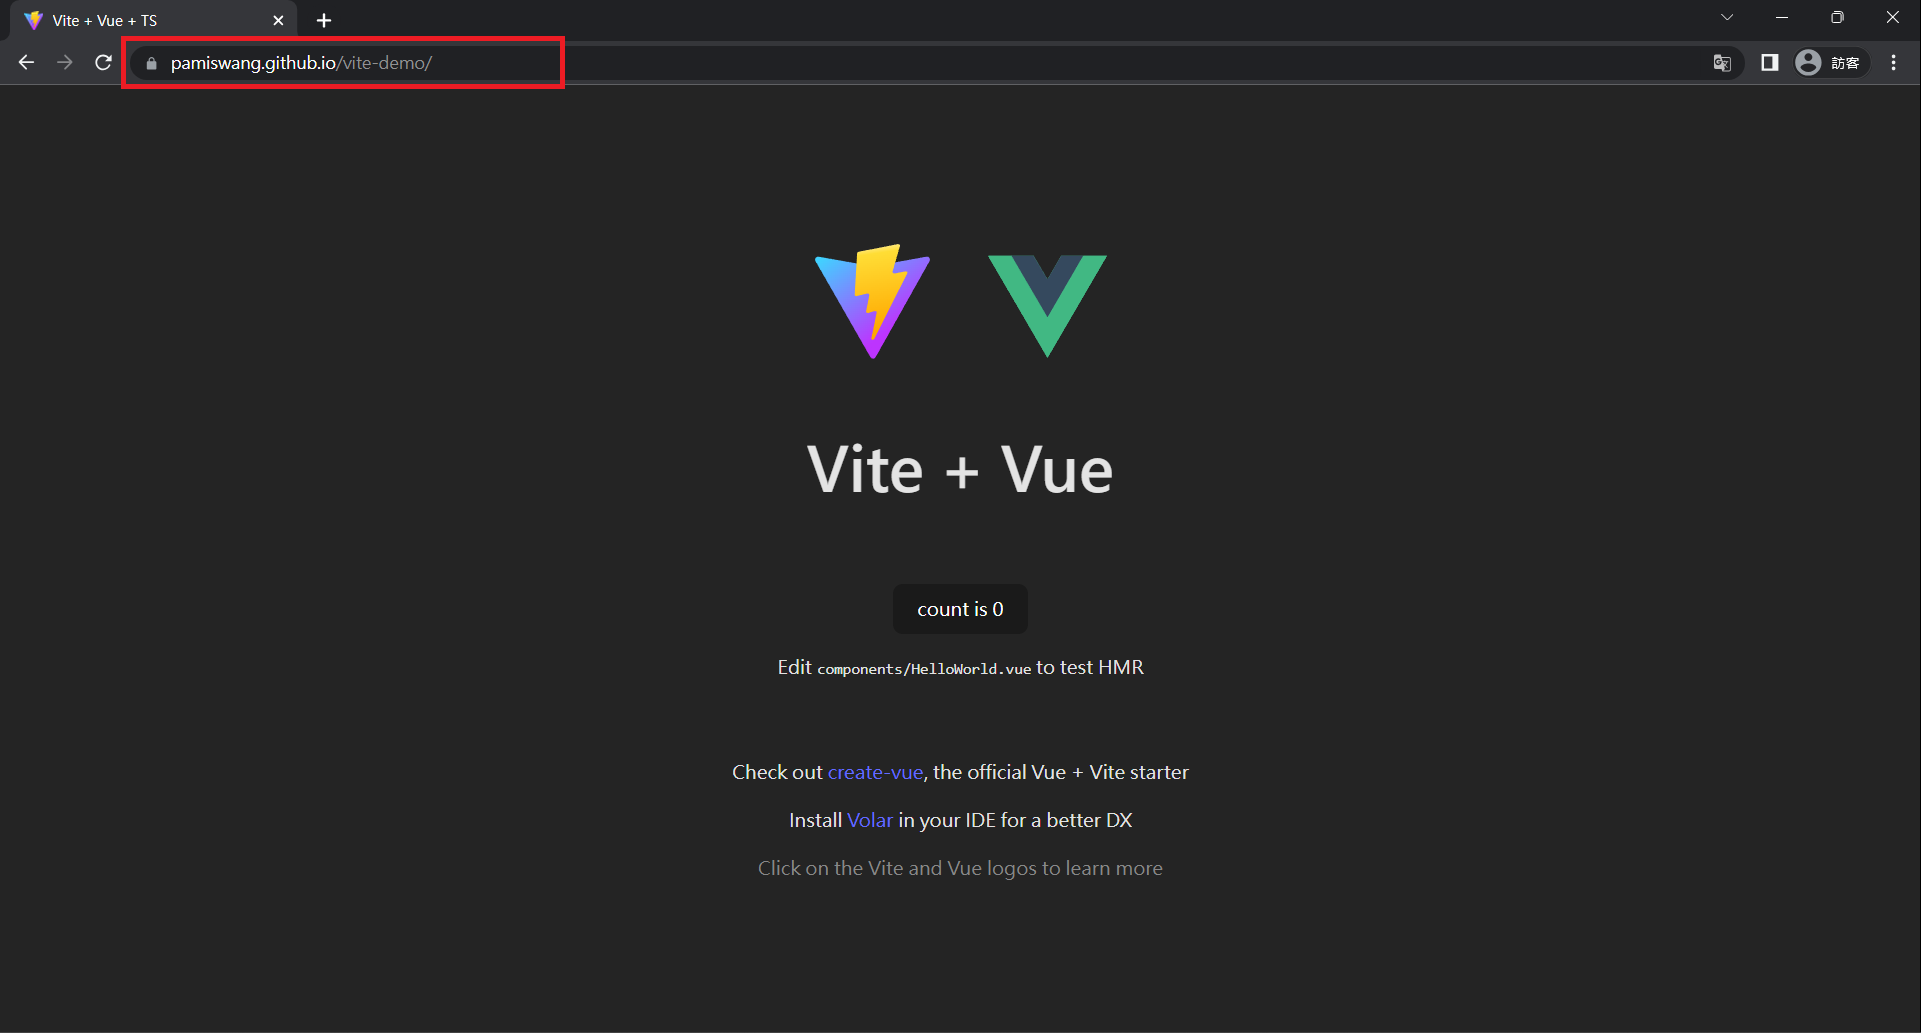 Vite + Vue + TS
pamiswang.github.io/vite-demo/
訪客
Vite + Vue
count is 0
Edit components/HelloWorld.vue to test HMR
Check out create-vue, the official Vue + Vite starter
Install Volar in your IDE for a better DX
Click on the Vite and Vue logos to learn more